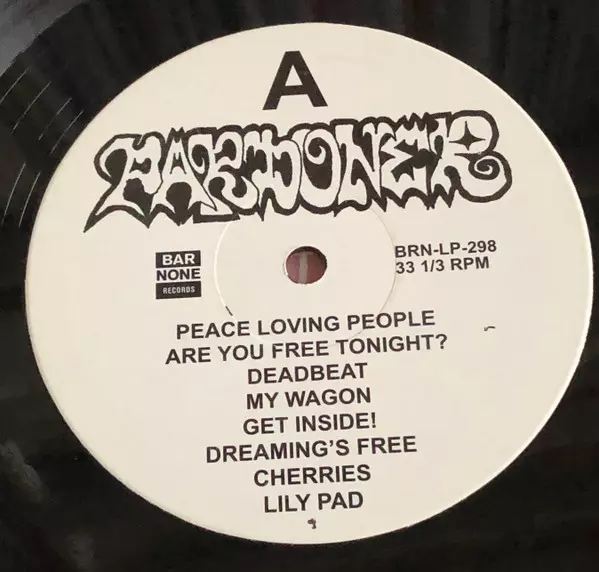 A
PARDONER
BAR
NONE
RECORDS
BRN-LP-298
33 1/3 RPM
PEACE LOVING PEOPLE
ARE YOU FREE TONIGHT?
DEADBEAT
MY WAGON
GET INSIDE!
DREAMING'S FREE
CHERRIES
LILY PAD